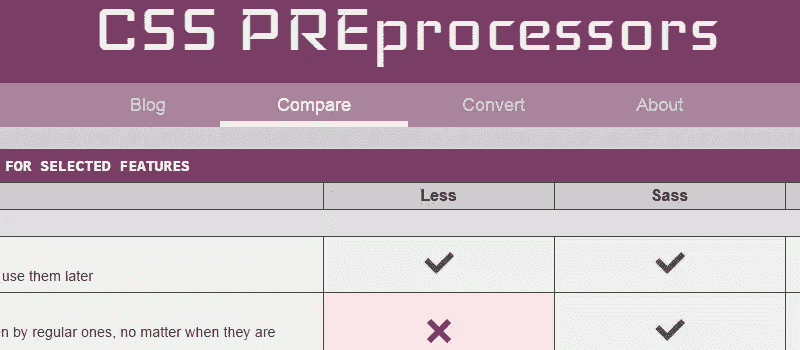 CSS PREprocessors
Blog Compare Convert About
FOR SELECTED FEATURES
Less Sass
use them later
n by regular ones, no matter when they are